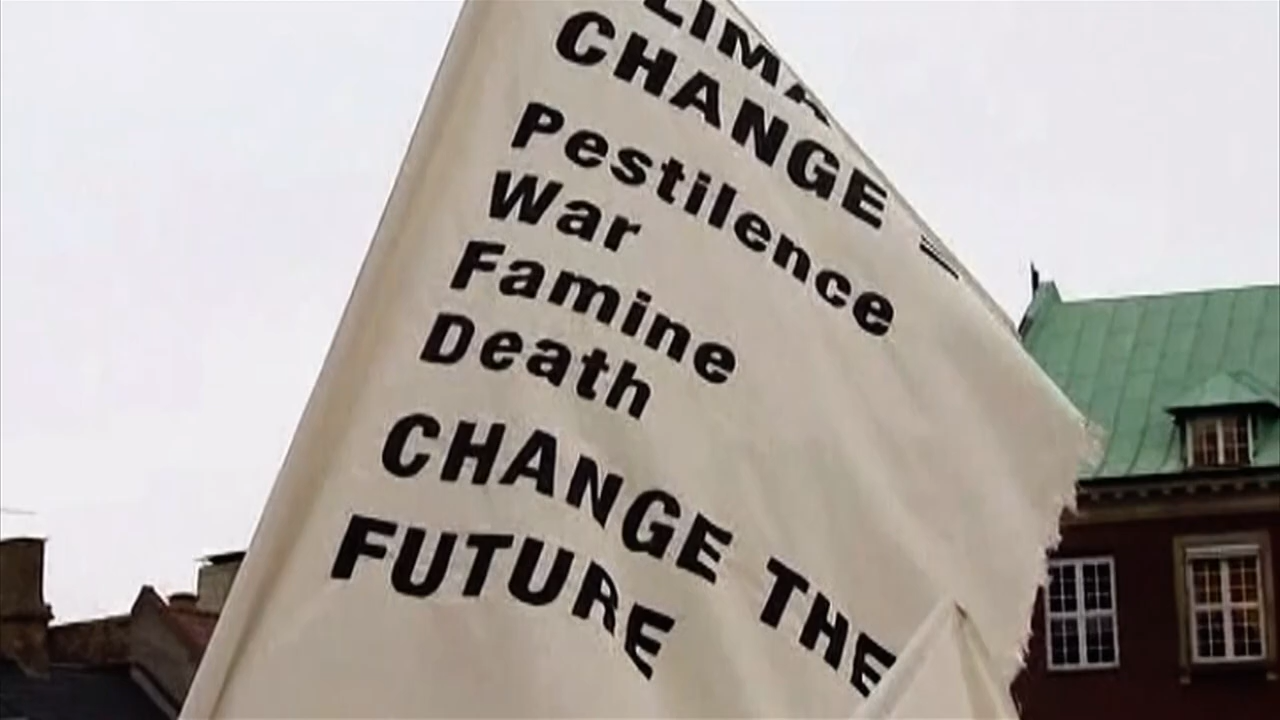 CHANGE =
Pestilence
War
Famine
Death
CHANGE THE
FUTURE